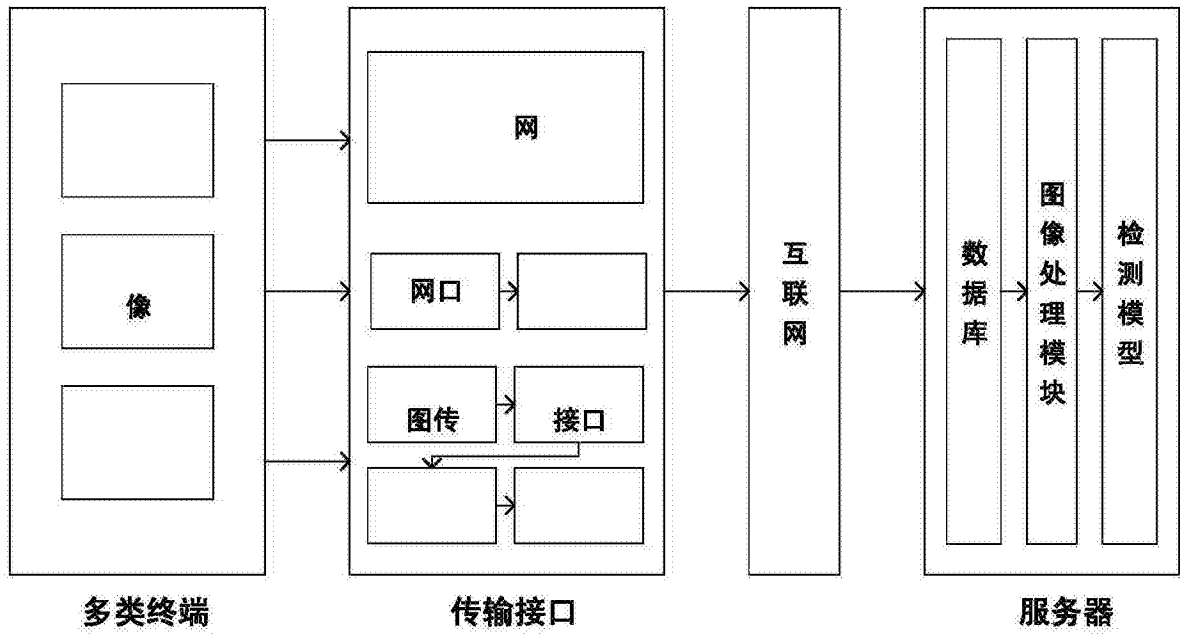 网
像
网口
图传
接口
互联网
数据库
图像处理模块
检测模型
多类终端
传输接口
服务器